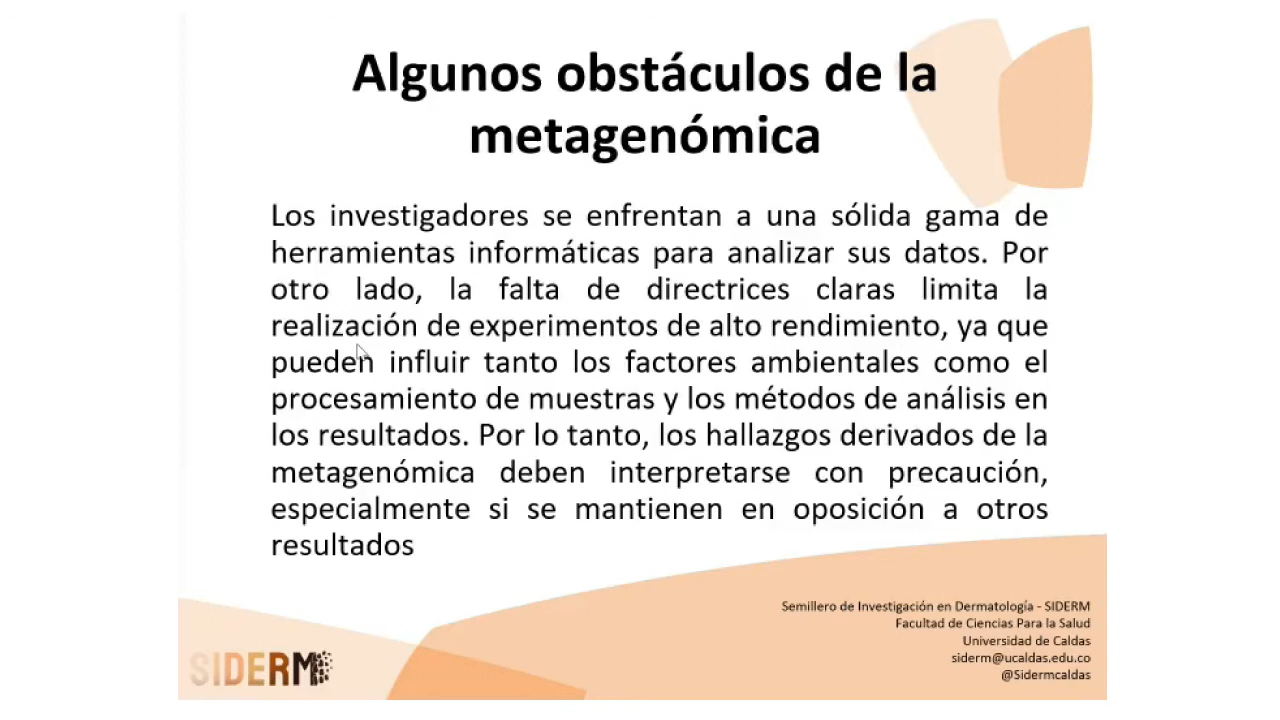 Algunos obstáculos de la
metagenómica
Los investigadores se enfrentan a una sólida gama de
herramientas informáticas para analizar sus datos. Por
otro lado, la falta de directrices claras limita la
realización de experimentos de alto rendimiento, ya que
pueden influir tanto los factores ambientales como el
procesamiento de muestras y los métodos de análisis en
los resultados. Por lo tanto, los hallazgos derivados de la
metagenómica deben interpretarse con precaución,
especialmente si se mantienen en oposición a otros
resultados
Semillero de Investigación en Dermatología - SIDERM
Facultad de Ciencias Para la Salud
Universidad de Caldas
siderm@ucaldas.edu.co
@Sidermcaldas
SIDERM